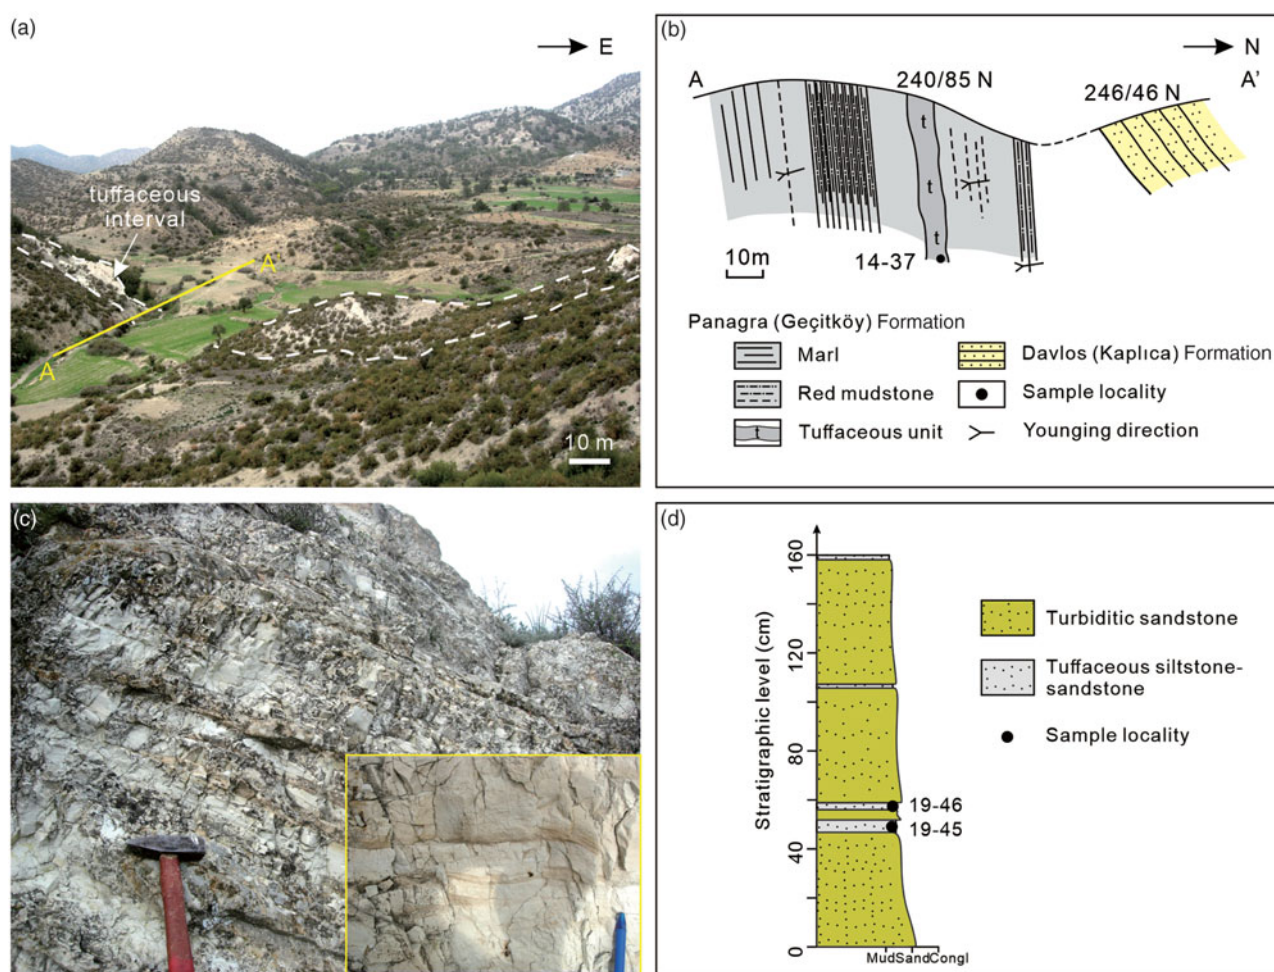 (a)
E
tuffaceous
interval
A'
A
10 m
(b)
N
A
240/85 N
246/46 N
A'
t
t
t
14-37
10m
Panagra (Geçitköy) Formation
Marl
Red mudstone
t
Tuffaceous unit
Davlos (Kaplıca) Formation
Sample locality
Younging direction
(c)
(d)
Stratigraphic level (cm)
160
120
80
40
0
19-46
19-45
MudSandCongl
Turbiditic sandstone
Tuffaceous siltstone-
sandstone
Sample locality